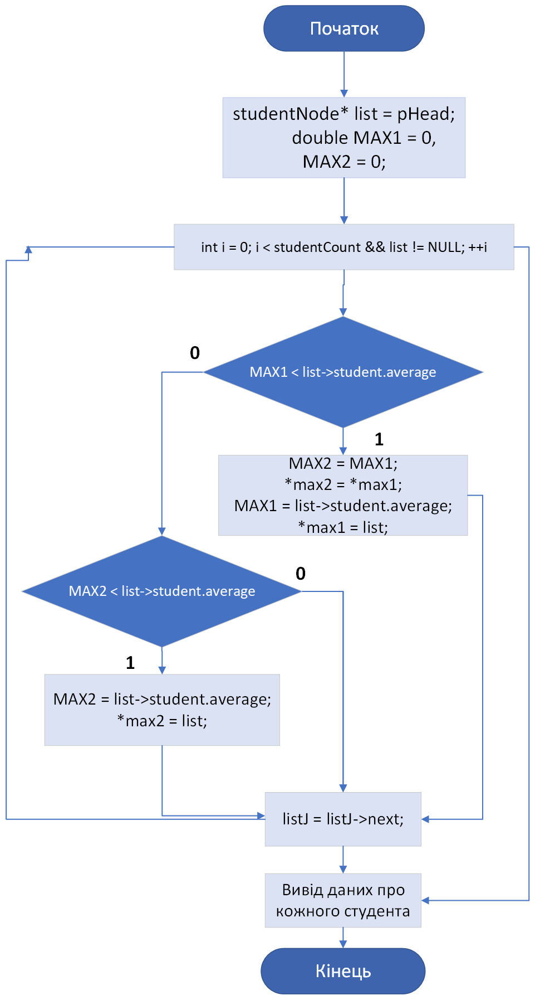 Початок
studentNode* list = pHead;
double MAX1 = 0,
MAX2 = 0;
int i = 0; i < studentCount && list != NULL; ++i
0
MAX1 < list->student.average
1
MAX2 = MAX1;
*max2 = *max1;
MAX1 = list->student.average;
*max1 = list;
0
MAX2 < list->student.average
1
MAX2 = list->student.average;
*max2 = list;
listJ = listJ->next;
Вивід даних про
кожного студента
Кінець